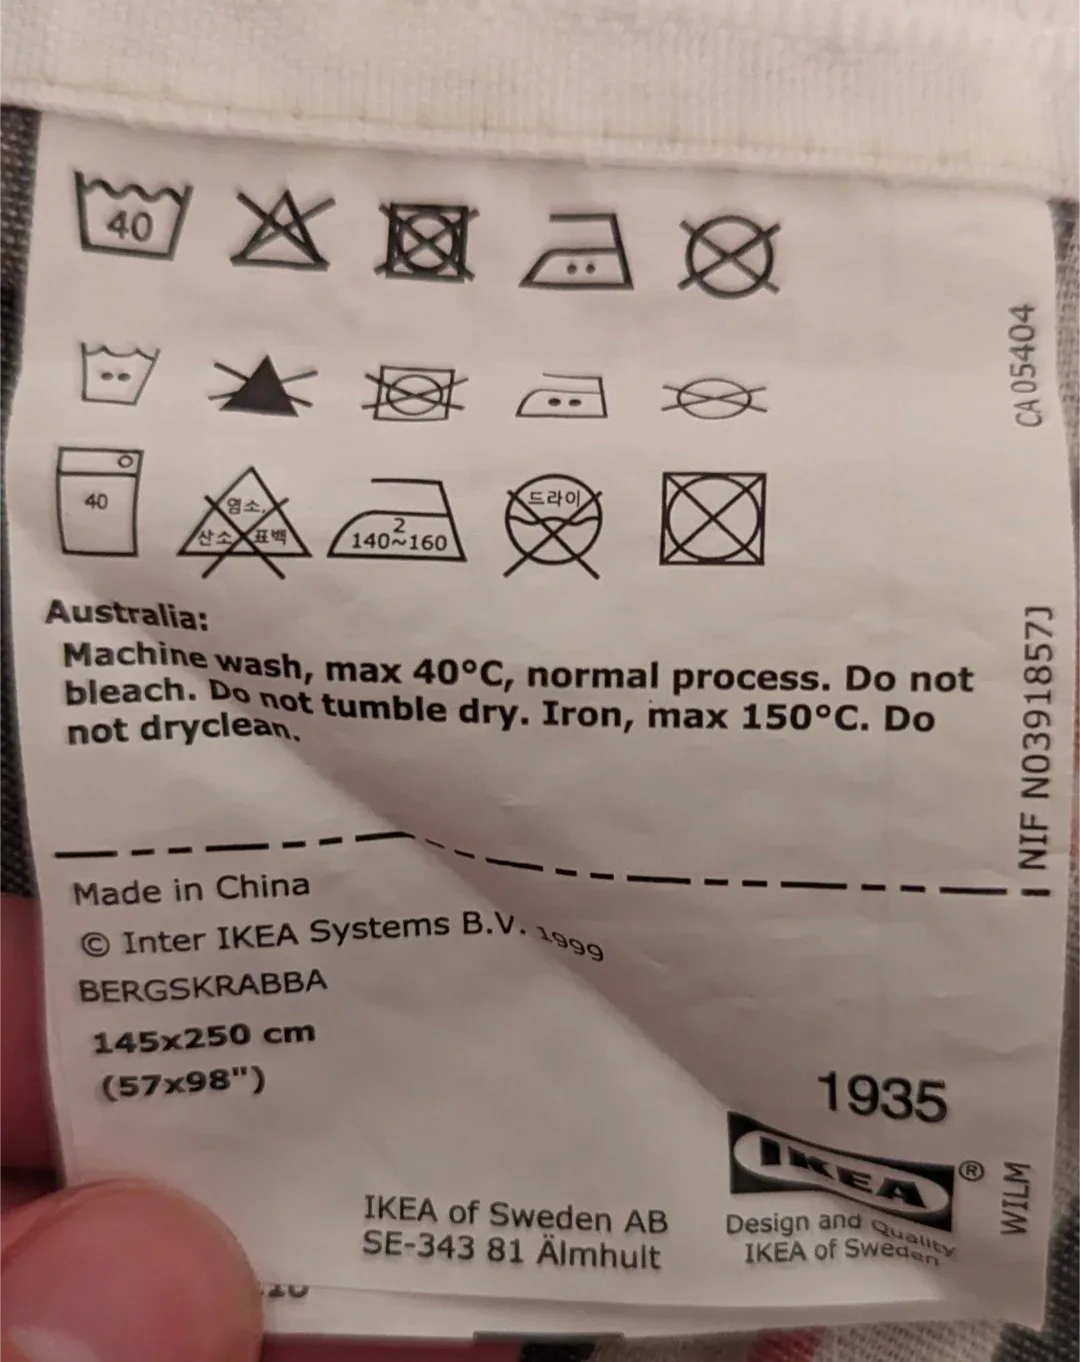 40
40
염소,
산소 표백
2
140~160
드라이
Australia:
Machine wash, max 40°C, normal process. Do not
bleach. Do not tumble dry. Iron, max 150°C. Do
not dryclean.
Made in China
© Inter IKEA Systems B.V. 1999
BERGSKRABBA
145x250 cm
(57x98")
1935
IKEA ®
Design and Quality
IKEA of Sweden
IKEA of Sweden AB
SE-343 81 Älmhult
CA 05404
NIF N0391857J
WILM